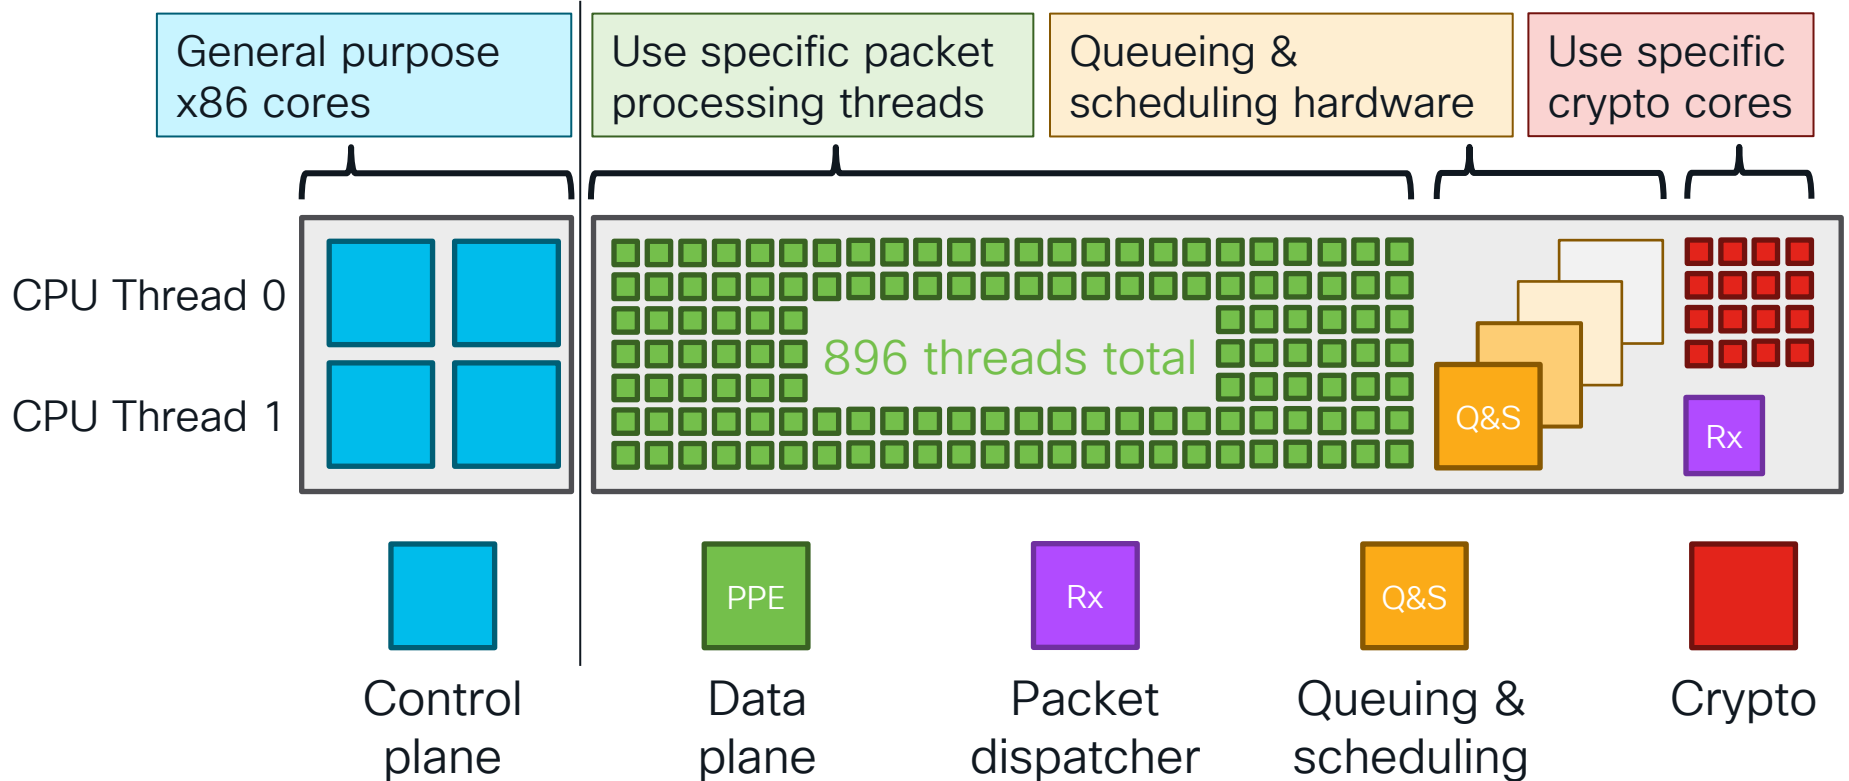 General purpose
x86 cores
Use specific packet
processing threads
Queueing &
scheduling hardware
Use specific
crypto cores
CPU Thread 0
CPU Thread 1
896 threads total
Q&S
Rx
PPE
Rx
Q&S
Control
plane
Data
plane
Packet
dispatcher
Queuing &
scheduling
Crypto